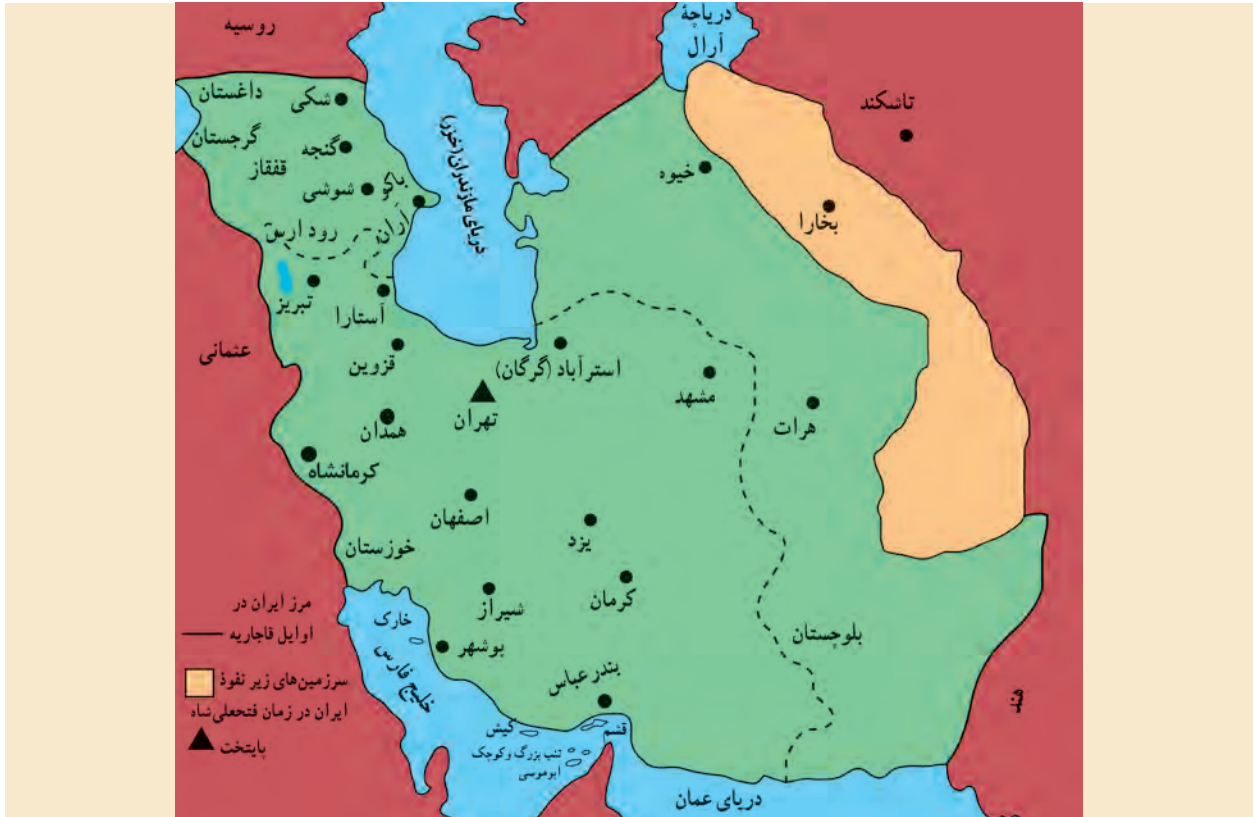 روسیه
دریاچهٔ
آرال
داغستان
شکی
تاشکند
گرجستان
گنجه
قفقاز
شوشی
باکو
اران
دریای مازندران (خزر)
خیوه
بخارا
رود ارس
تبریز
آستارا
عثمانی
قزوین
استرآباد (گرگان)
تهران
مشهد
هرات
همدان
کرمانشاه
اصفهان
یزد
خوزستان
شیراز
کرمان
بلوچستان
خارک
بوشهر
خلیج فارس
بندرعباس
کیش
قشم
تنب بزرگ و کوچک
ابوموسی
دریای عمان
هند
مرز ایران در
اوایل قاجاریه
سرزمین‌های زیر نفوذ
ایران در زمان فتحعلی‌شاه
پایتخت